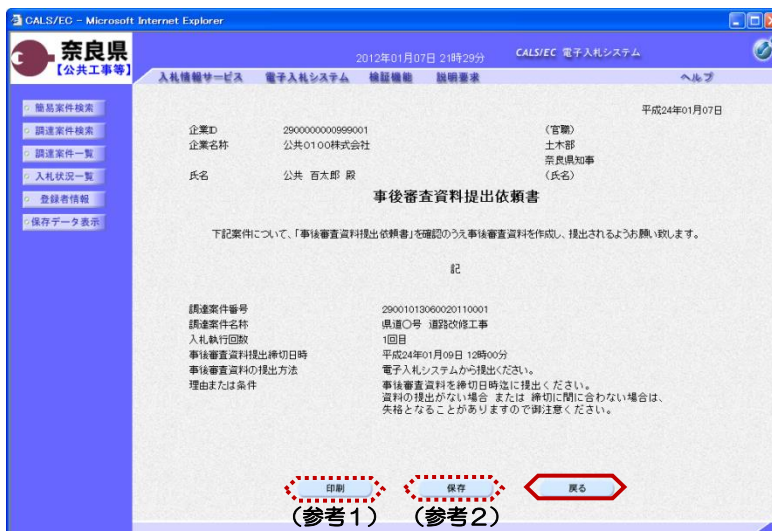 CALS/EC - Microsoft Internet Explorer
奈良県
【公共工事等】
2012年01月07日 21時29分
CALS/EC 電子入札システム
入札情報サービス 電子入札システム 検証機能 説明要求 ヘルプ
簡易案件検索
調達案件検索
調達案件一覧
入札状況一覧
登録者情報
保存データ表示
平成24年01月07日
企業ID 2900000000999001 (官職)
企業名称 公共0100株式会社 土木部
奈良県知事
氏名 公共 百太郎 殿 (氏名)
事後審査資料提出依頼書
下記案件について、「事後審査資料提出依頼書」を確認のうえ事後審査資料を作成し、提出されるようお願い致します。
記
調達案件番号 29001013060020110001
調達案件名称 県道○号 道路改修工事
入札執行回数 1回目
事後審査資料提出締切日時 平成24年01月09日 12時00分
事後審査資料の提出方法 電子入札システムから提出ください。
理由または条件 事後審査資料を締切日時迄に提出ください。
資料の提出がない場合 または 締切に間に合わない場合は、
失格となることがありますので御注意ください。
印刷 保存 戻る
(参考1) (参考2)